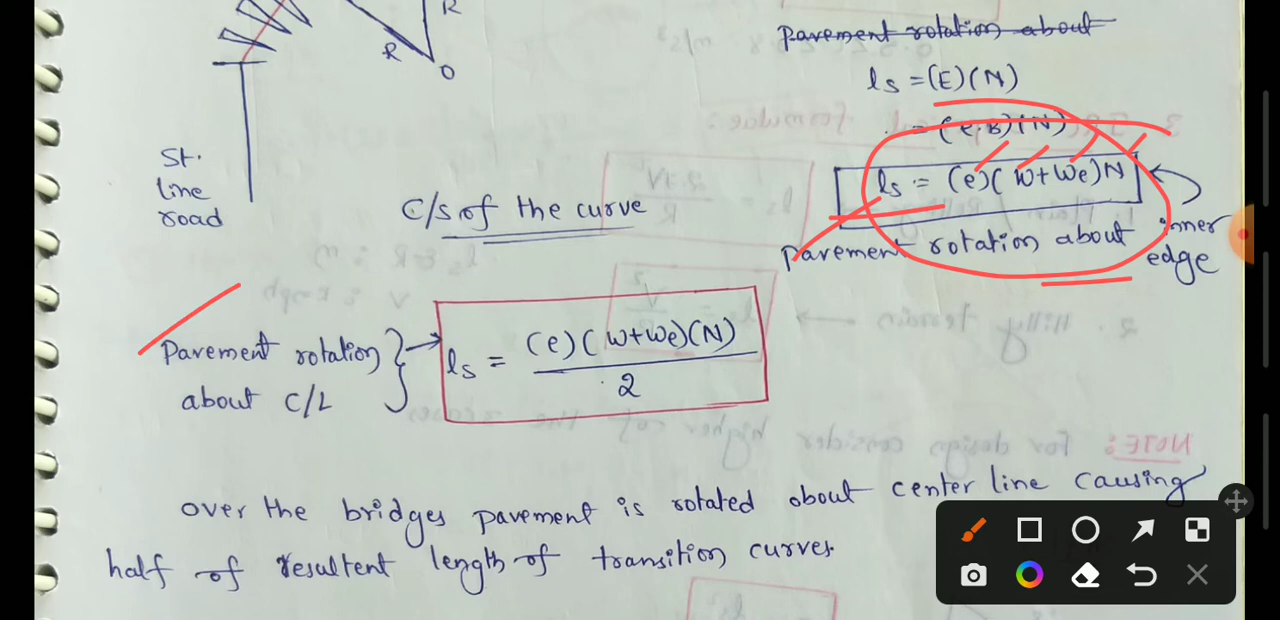 R
R
O
pavement rotation about
ls = (E)(N)
= (e.B)(N)
ls = (e)(w+we)N
pavement rotation about inner edge
St.
line
road
C/s of the curve
Pavement rotation
about C/L
ls = (e)(w+we)(N)
2
over the bridges pavement is rotated about center line causing
half of resultent length of transition curves.